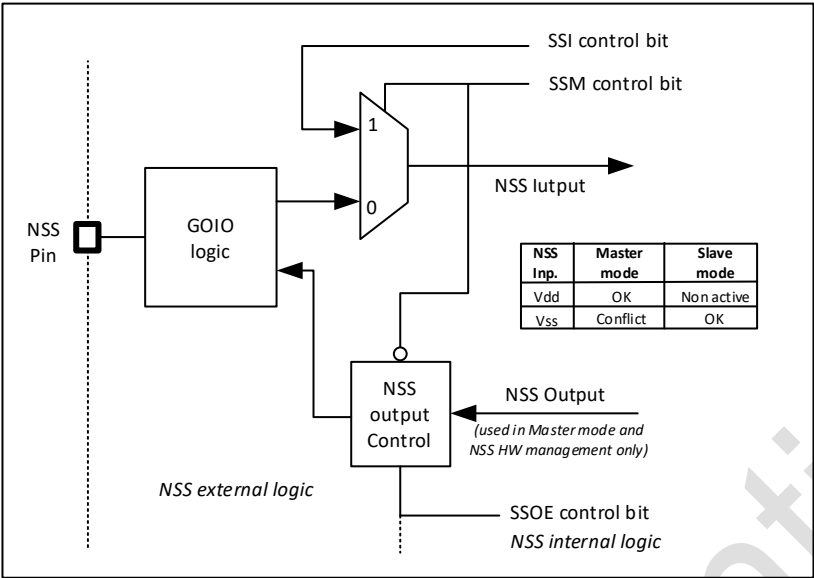 SSI control bit
SSM control bit
1
NSS Iutput
0
NSS
Pin
GOIO
logic
NSS Master Slave
Inp. mode mode
Vdd OK Non active
Vss Conflict OK
NSS
output
Control
NSS Output
(used in Master mode and
NSS HW management only)
NSS external logic
SSOE control bit
NSS internal logic